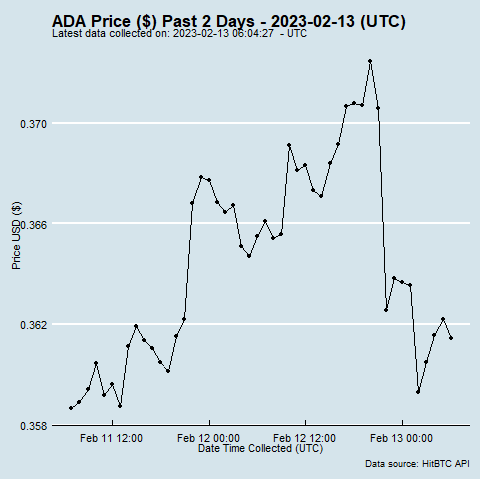 ADA Price ($) Past 2 Days - 2023-02-13 (UTC)
Latest data collected on: 2023-02-13 06:04:27 - UTC
Price USD ($)
0.370
0.366
0.362
0.358
Feb 11 12:00
Feb 12 00:00
Feb 12 12:00
Feb 13 00:00
Date Time Collected (UTC)
Data source: HitBTC API